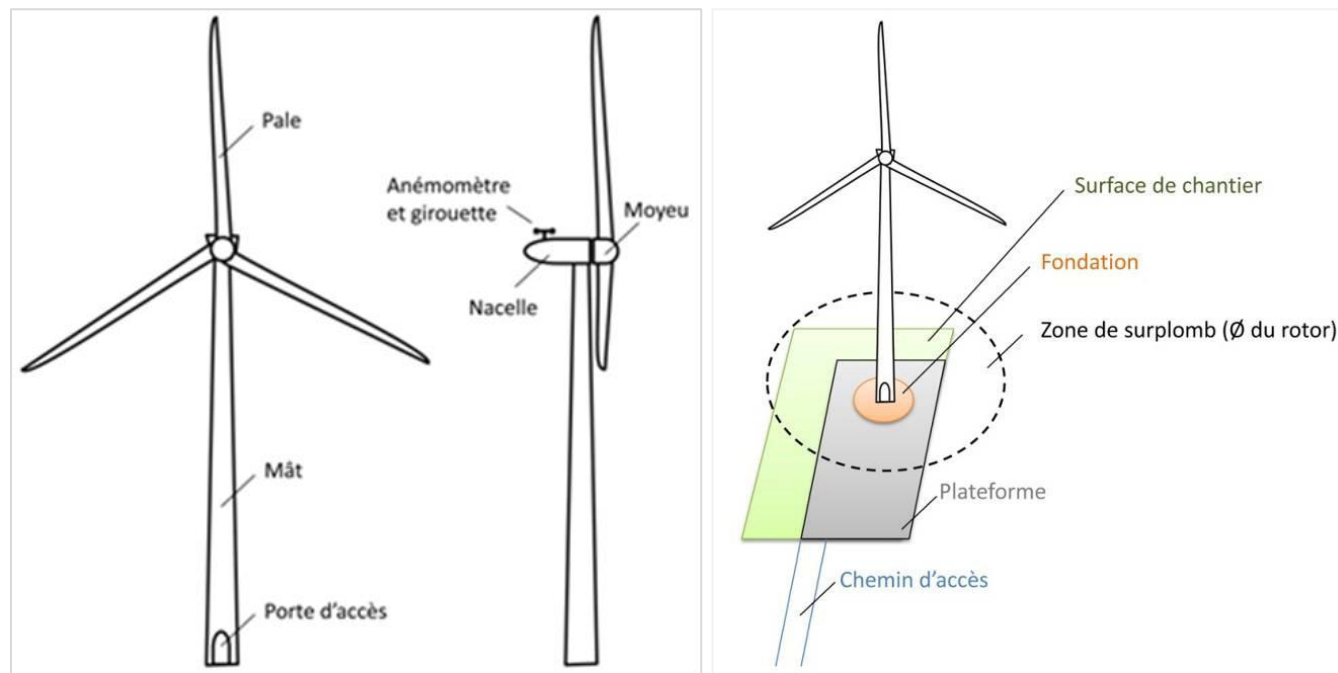 Pale
Anémomètre
et girouette
Moyeu
Nacelle
Mât
Porte d'accès
Surface de chantier
Fondation
Zone de surplomb (Ø du rotor)
Plateforme
Chemin d'accès